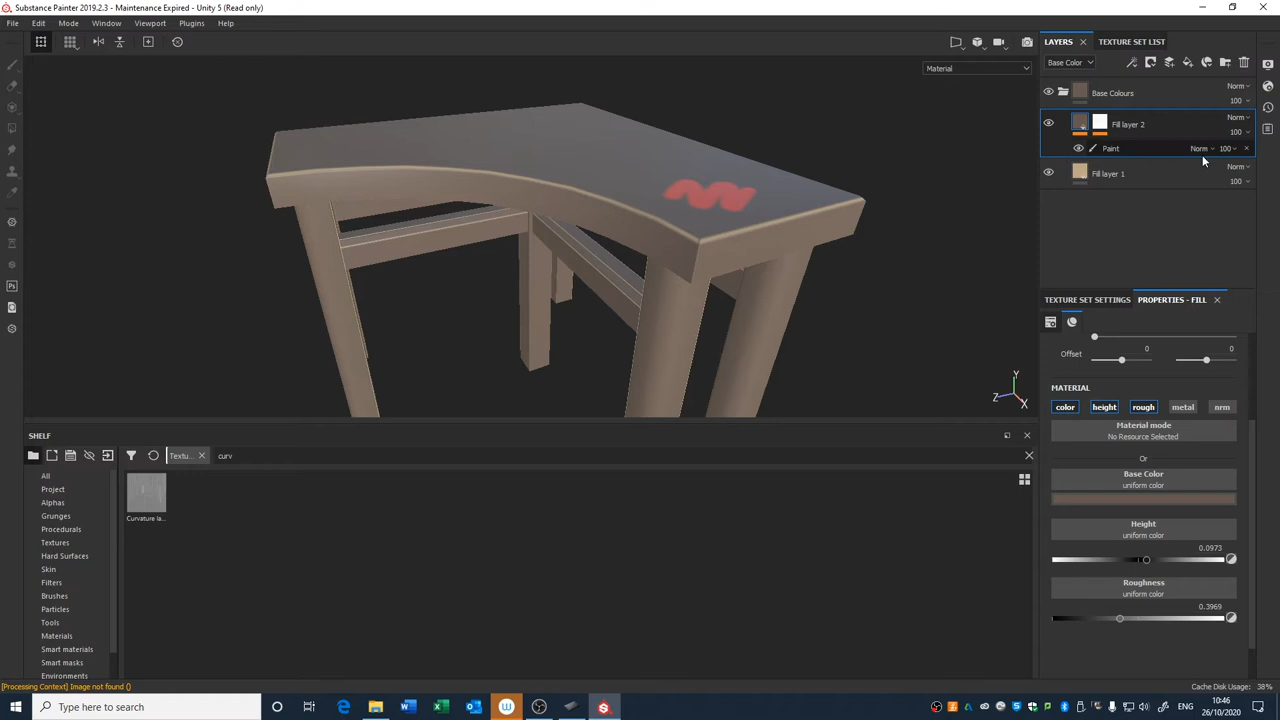 Substance Painter 2019.2.3 - Maintenance Expired - Unity 5 (Read only)
File Edit Mode Window Viewport Plugins Help
Material
LAYERS
TEXTURE SET LIST
Base Color
Base Colours
Norm
100
Fill layer 2
Norm
100
Paint
Norm
100
Fill layer 1
Norm
100
Y
Z
X
TEXTURE SET SETTINGS
PROPERTIES - FILL
0
0
Offset
MATERIAL
color height rough metal nrm
Material mode
No Resource Selected
Or
Base Color
uniform color
Height
uniform color
0.0973
Roughness
uniform color
0.3969
SHELF
Textu...
curv
All
Project
Alphas
Grunges
Procedurals
Textures
Hard Surfaces
Skin
Filters
Brushes
Particles
Tools
Materials
Smart materials
Smart masks
Environments
Curvature la...
[Processing Context] Image not found ()
Cache Disk Usage: 38%
Type here to search
ENG
10:46
26/10/2020